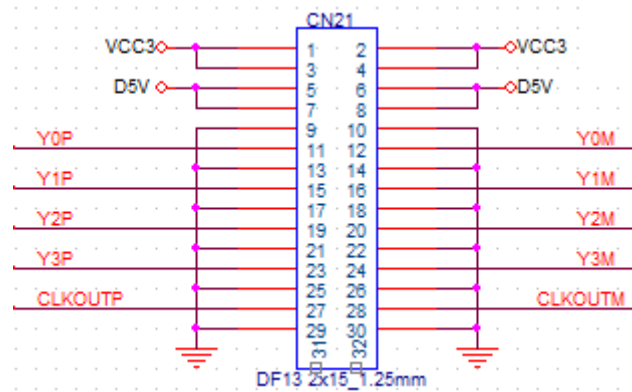 CN21
VCC3 1 2 VCC3
3 4
D5V 5 6 D5V
7 8
9 10
Y0P 11 12 Y0M
13 14
Y1P 15 16 Y1M
17 18
Y2P 19 20 Y2M
21 22
Y3P 23 24 Y3M
25 26
CLKOUTP 27 28 CLKOUTM
29 30
31 32
DF13 2x15_1.25mm